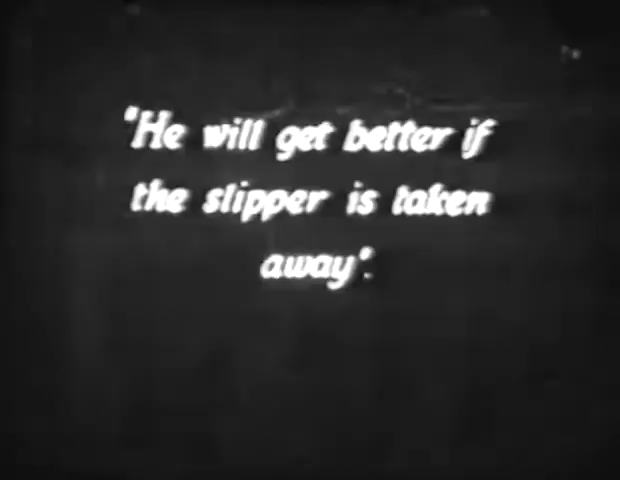 "He will get better if
the slipper is taken
away".